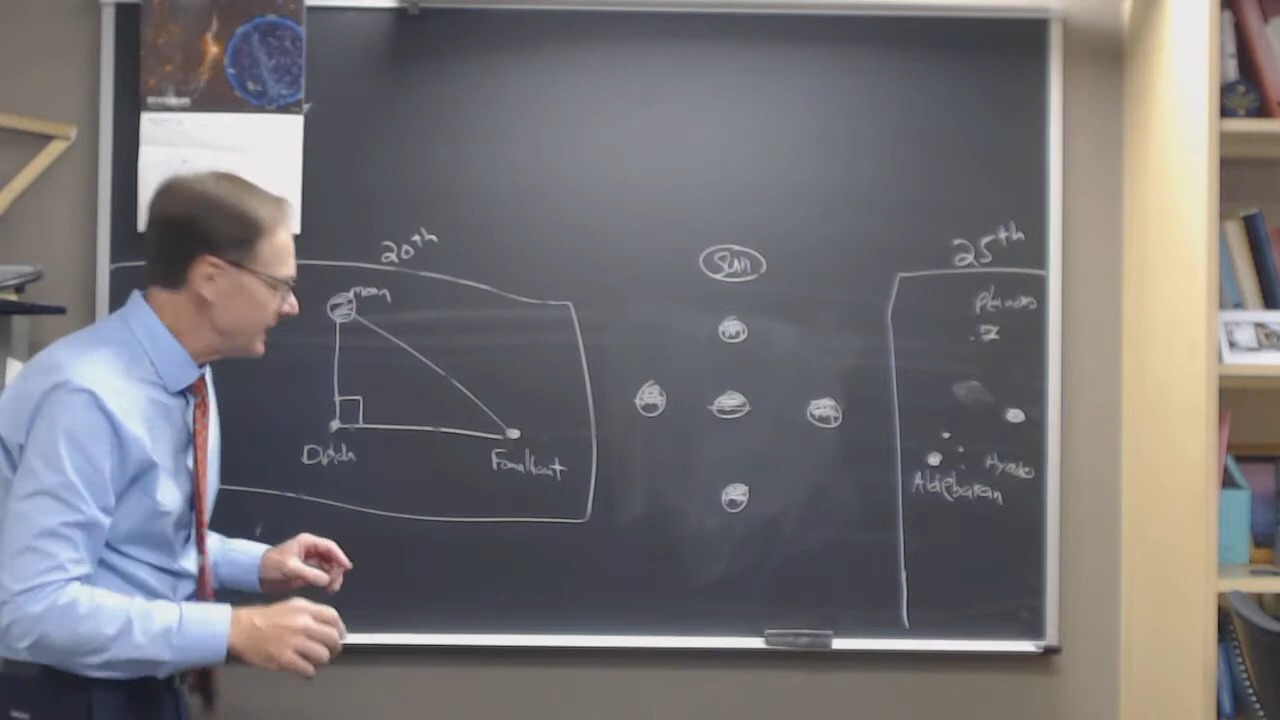 20th
moon
Diphda
Fomalhaut
Sun
25th
Pleiades
Hyades
Aldebaran